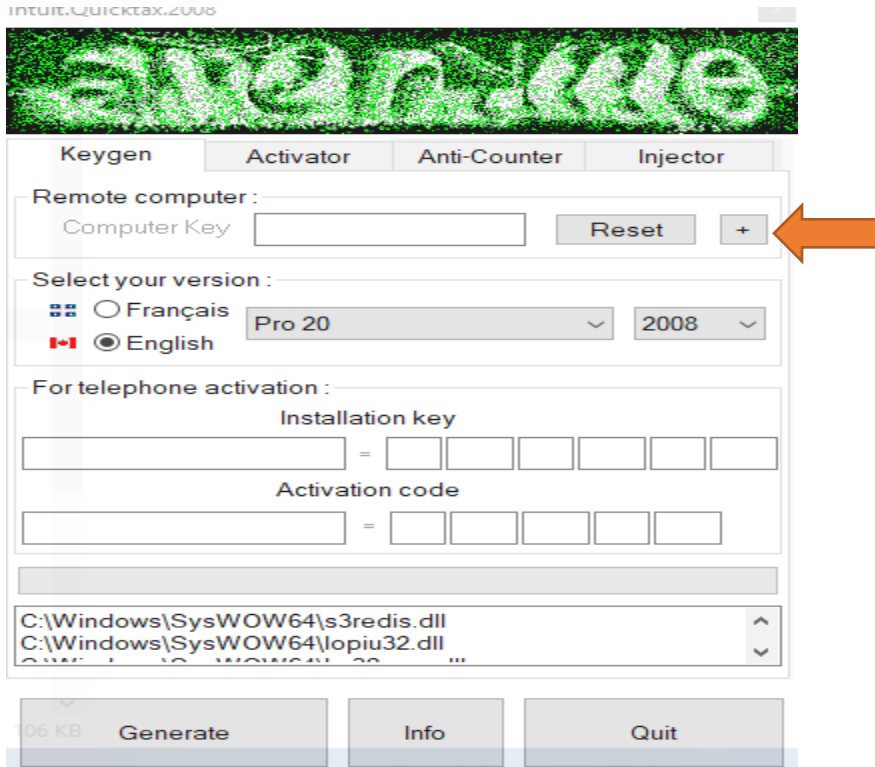 Intuit.Quicktax.2008
Keygen Activator Anti-Counter Injector
Remote computer :
Computer Key Reset +
Select your version :
Français
Pro 20 2008
English
For telephone activation :
Installation key
=
Activation code
=
C:\Windows\SysWOW64\s3redis.dll
C:\Windows\SysWOW64\lopiu32.dll
106 KB Generate Info Quit